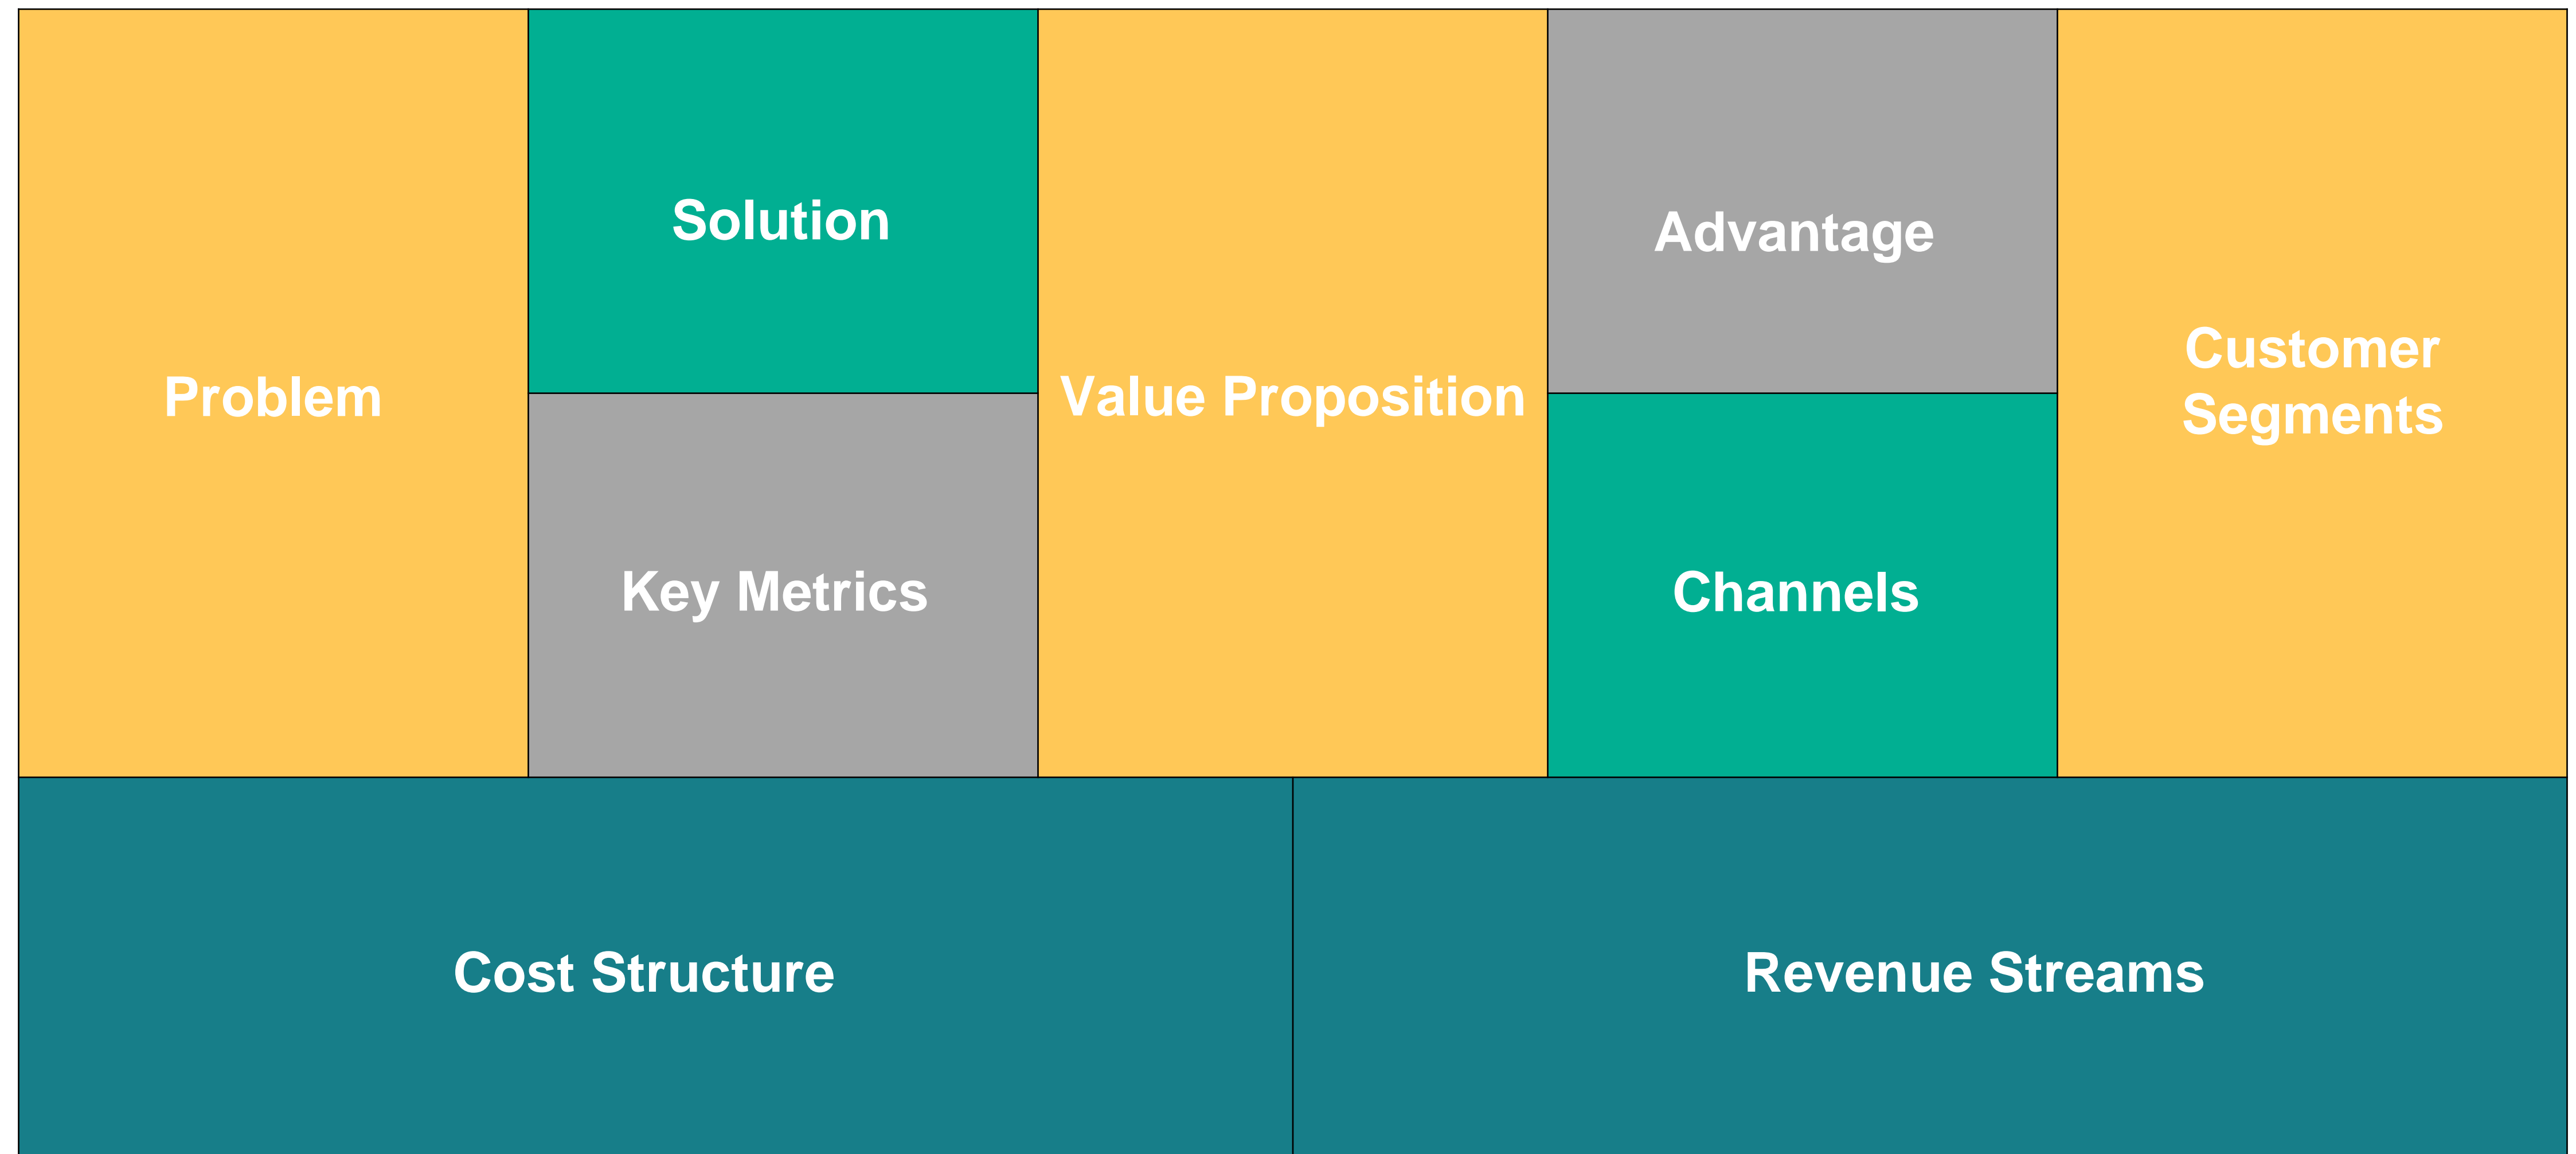 Problem
Solution
Key Metrics
Value Proposition
Advantage
Channels
Customer
Segments
Cost Structure
Revenue Streams